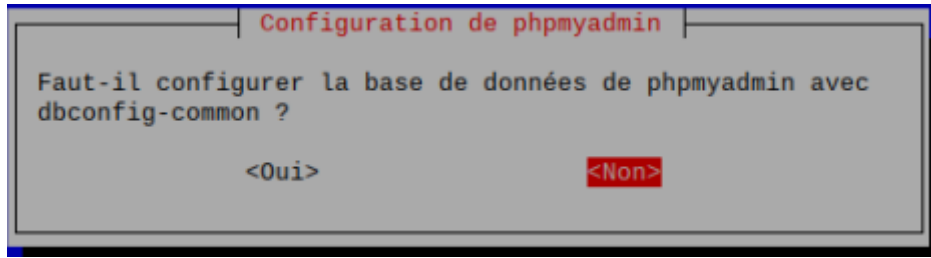 Configuration de phpmyadmin
Faut-il configurer la base de données de phpmyadmin avec
dbconfig-common ?
<Oui> <Non>